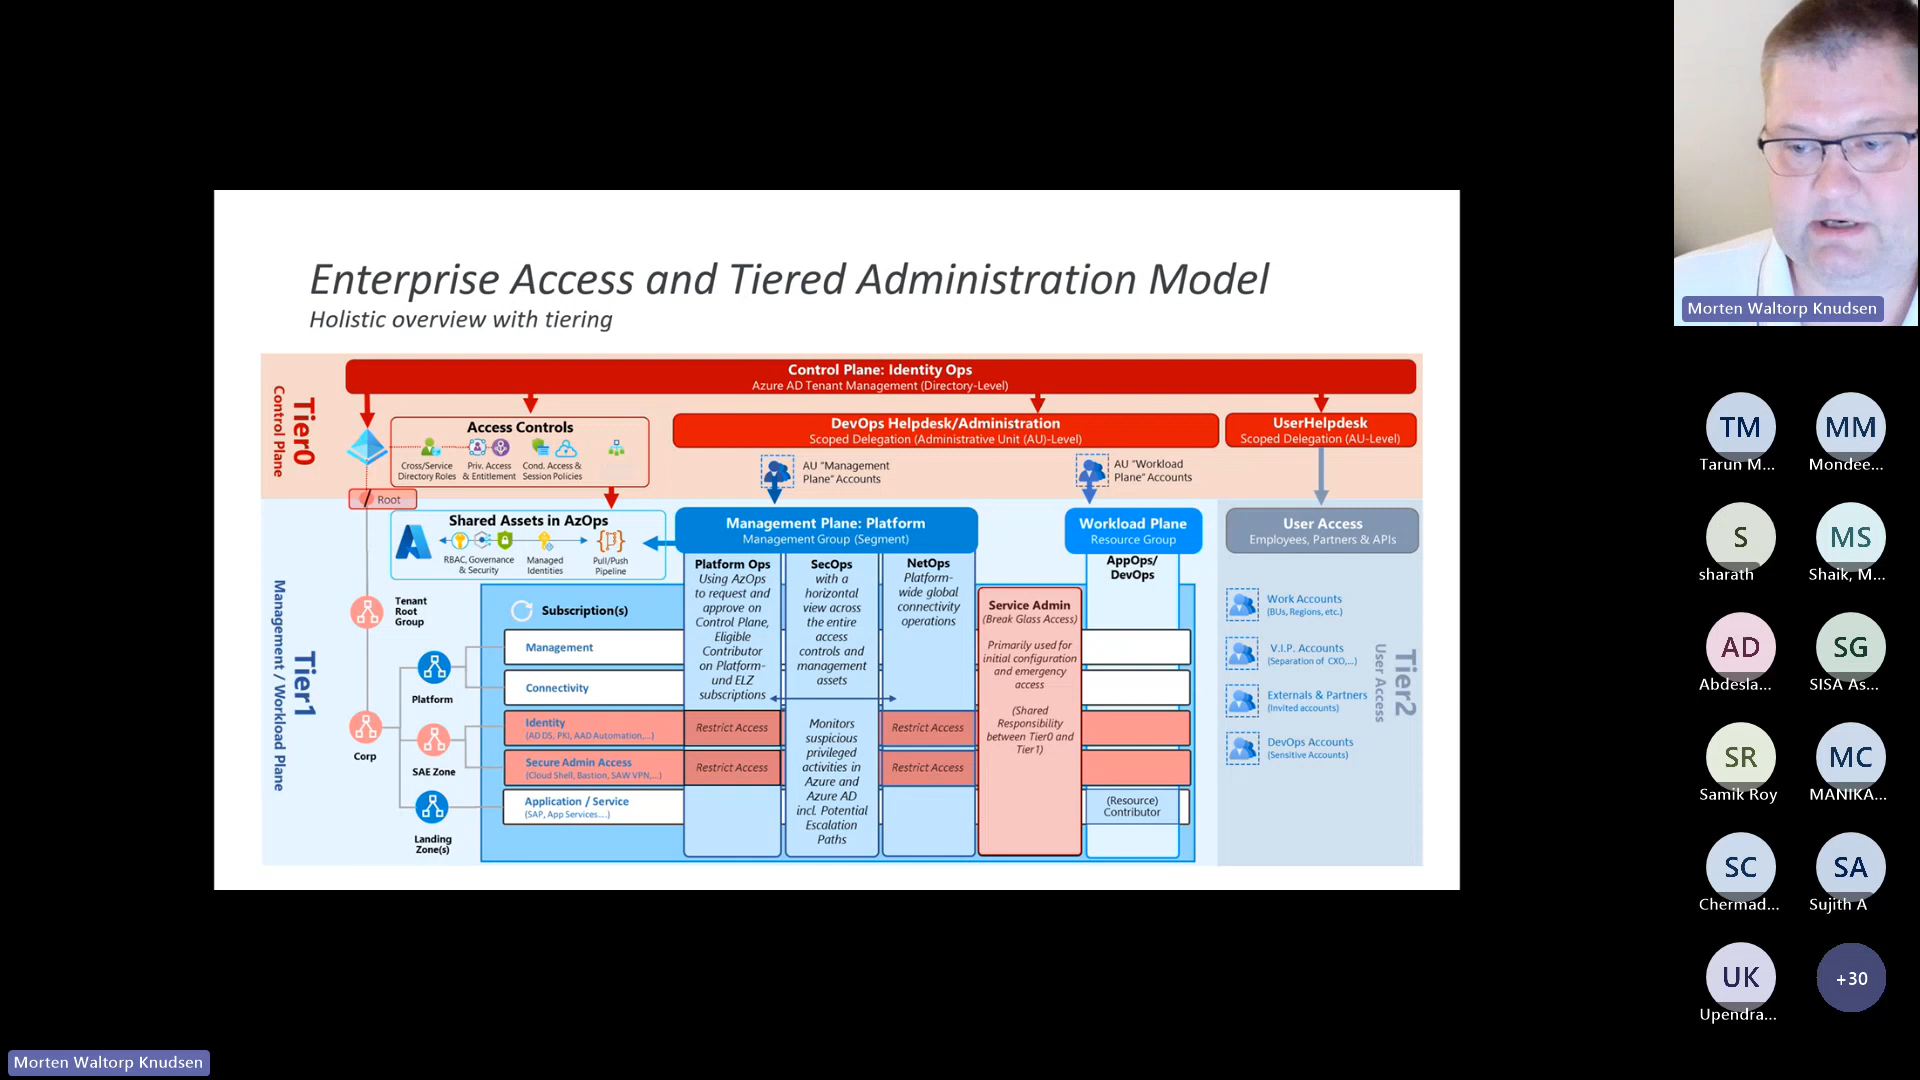 Enterprise Access and Tiered Administration Model
Holistic overview with tiering
Tier0
Control Plane
Control Plane: Identity Ops
Azure AD Tenant Management (Directory-Level)
Access Controls
Cross/Service
Directory Roles
Priv. Access
& Entitlement
Cond. Access &
Session Policies
DevOps Helpdesk/Administration
Scoped Delegation (Administrative Unit (AU)-Level)
UserHelpdesk
Scoped Delegation (AU-Level)
AU "Management
Plane" Accounts
AU "Workload
Plane" Accounts
Root
Tier1
Management / Workload Plane
Shared Assets in AzOps
RBAC, Governance
& Security
Managed
Identities
Pull/Push
Pipeline
Management Plane: Platform
Management Group (Segment)
Workload Plane
Resource Group
User Access
Employees, Partners & APIs
Tenant
Root
Group
Corp
Platform
SAE Zone
Landing
Zone(s)
Subscription(s)
Management
Connectivity
Identity
(AD DS, PKI, AAD Automation,...)
Secure Admin Access
(Cloud Shell, Bastion, SAW VPN,...)
Application / Service
(SAP, App Services....)
Platform Ops
Using AzOps
to request and
approve on
Control Plane,
Eligible
Contributor
on Platform-
und ELZ
subscriptions
Restrict Access
Restrict Access
SecOps
with a
horizontal
view across
the entire
access
controls and
management
assets
Monitors
suspicious
privileged
activities in
Azure and
Azure AD
incl. Potential
Escalation
Paths
NetOps
Platform-
wide global
connectivity
operations
Restrict Access
Restrict Access
Service Admin
(Break Glass Access)
Primarily used for
initial configuration
and emergency
access
(Shared
Responsibility
between Tier0 and
Tier1)
AppOps/
DevOps
(Resource)
Contributor
Work Accounts
(BUs, Regions, etc.)
V.I.P. Accounts
(Separation of CXO,...)
Externals & Partners
(Invited accounts)
DevOps Accounts
(Sensitive Accounts)
Tier2
User Access
Morten Waltorp Knudsen
TM
Tarun M...
MM
Mondee...
S
sharath
MS
Shaik, M...
AD
Abdesla...
SG
SISA As...
SR
Samik Roy
MC
MANIKA...
SC
Chermad...
SA
Sujith A
UK
Upendra...
+30
Morten Waltorp Knudsen